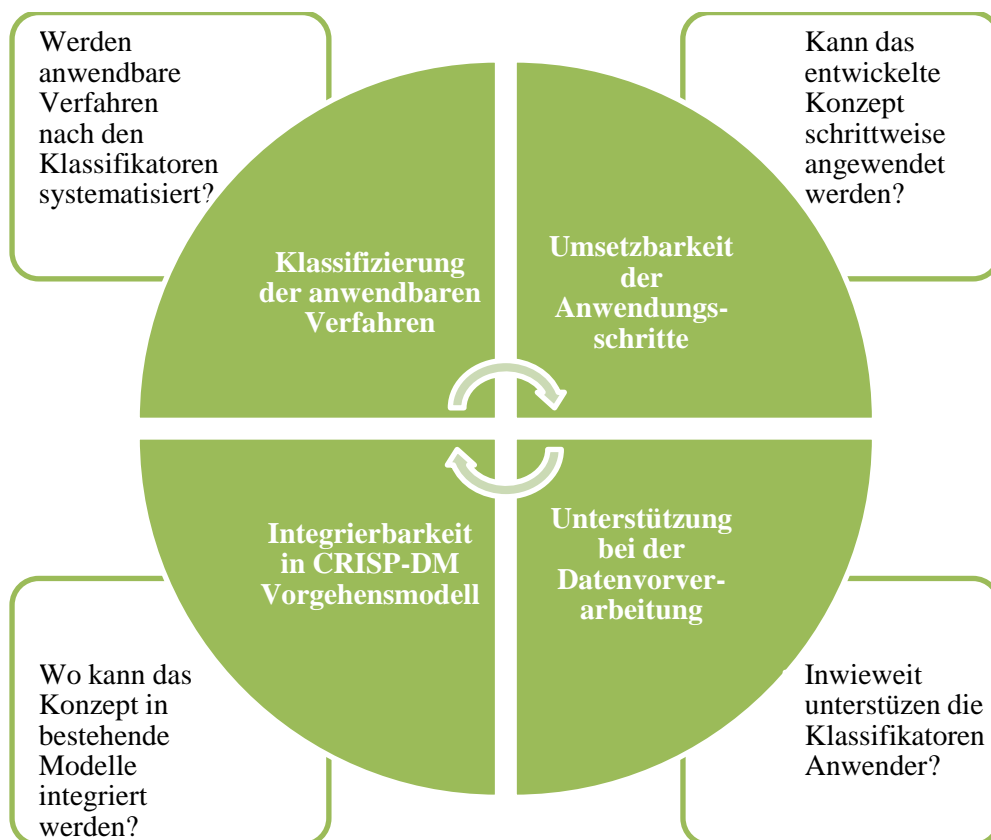 Werden
anwendbare
Verfahren
nach den
Klassifikatoren
systematisiert?
Kann das
entwickelte
Konzept
schrittweise
angewendet
werden?
Klassifizierung
der anwendbaren
Verfahren
Umsetzbarkeit
der
Anwendungs-
schritte
Integrierbarkeit
in CRISP-DM
Vorgehensmodell
Unterstützung
bei der
Datenvorver-
arbeitung
Wo kann das
Konzept in
bestehende
Modelle
integriert
werden?
Inwieweit
unterstüzen die
Klassifikatoren
Anwender?